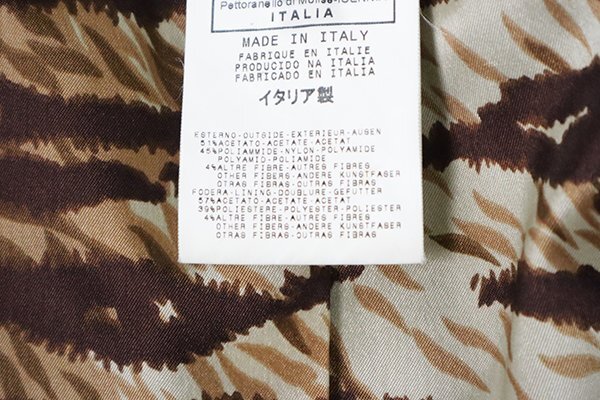 Pettoranello di Molise
ITALIA
MADE IN ITALY
FABRIQUE EN ITALIE
PRODUCIDO NA ITALIA
FABRICADO EN ITALIA
イタリア製
ESTERNO-OUTSIDE-EXTERIEUR-AUSEN
51%ACETATO-ACETATE-ACETAT
45%POLIAMMIDE-NYLON-POLYAMIDE
POLYAMID-POLIAMIDE
4%ALTRE FIBRE-AUTRES FIBRES
OTHER FIBERS-ANDERE KUNSTFASER
OTRAS FIBRAS-OUTRAS FIBRAS
FODERA-LINING-DOUBLURE-GEFUTTER
57%ACETATO-ACETATE-ACETAT
39%POLIESTERE-POLYESTER-POLIESTER
4%ALTRE FIBRE-AUTRES FIBRES
OTHER FIBERS-ANDERE KUNSTFASER
OTRAS FIBRAS-OUTRAS FIBRAS